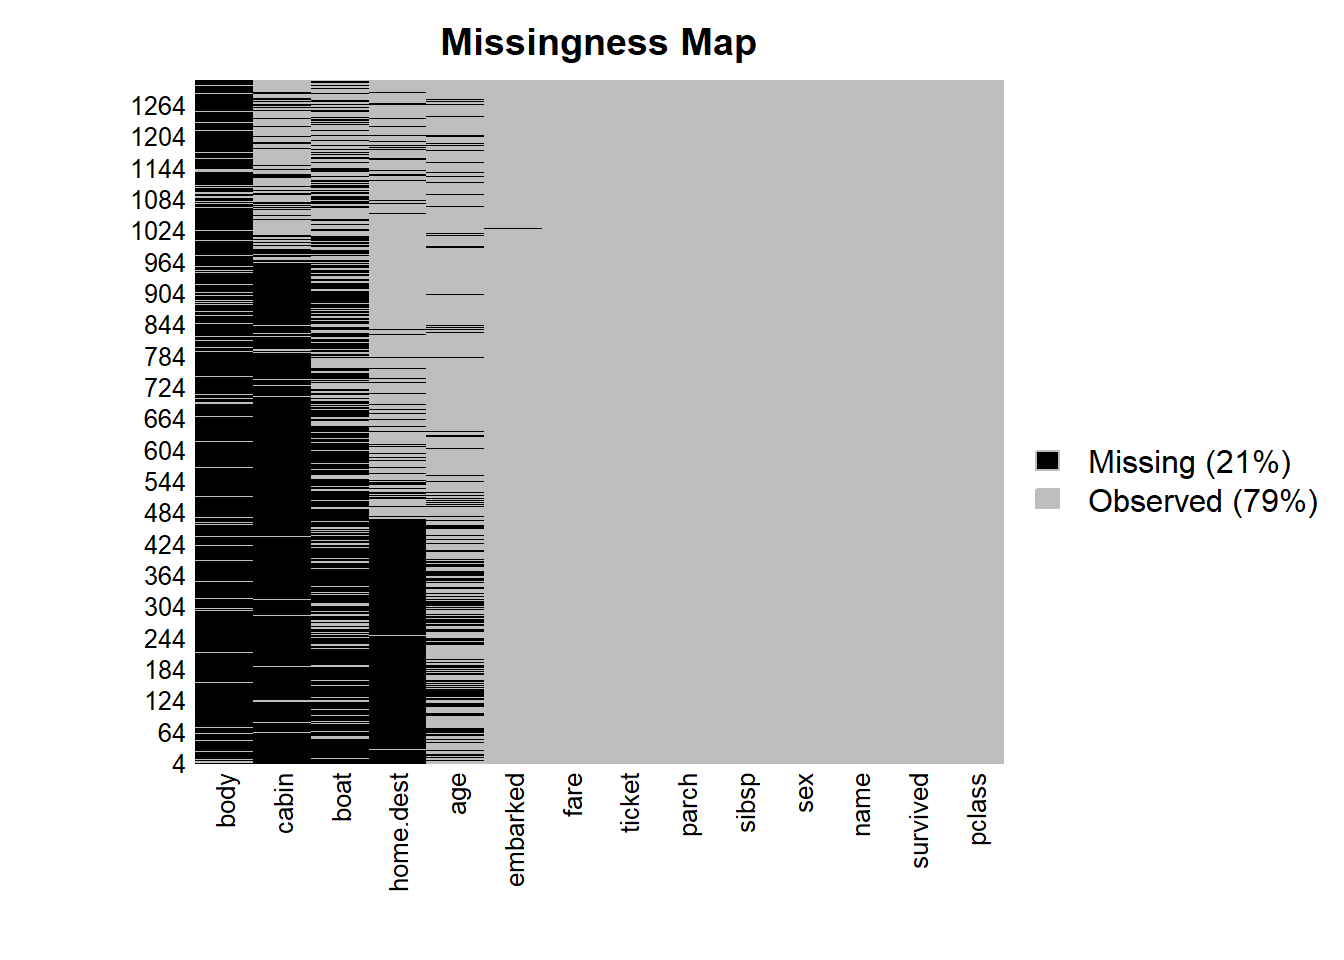 Missingness Map
1264
1204
1144
1084
1024
964
904
844
784
724
664
604
544
484
424
364
304
244
184
124
64
4
Missing (21%)
Observed (79%)
body
cabin
boat
home.dest
age
embarked
fare
ticket
parch
sibsp
sex
name
survived
pclass